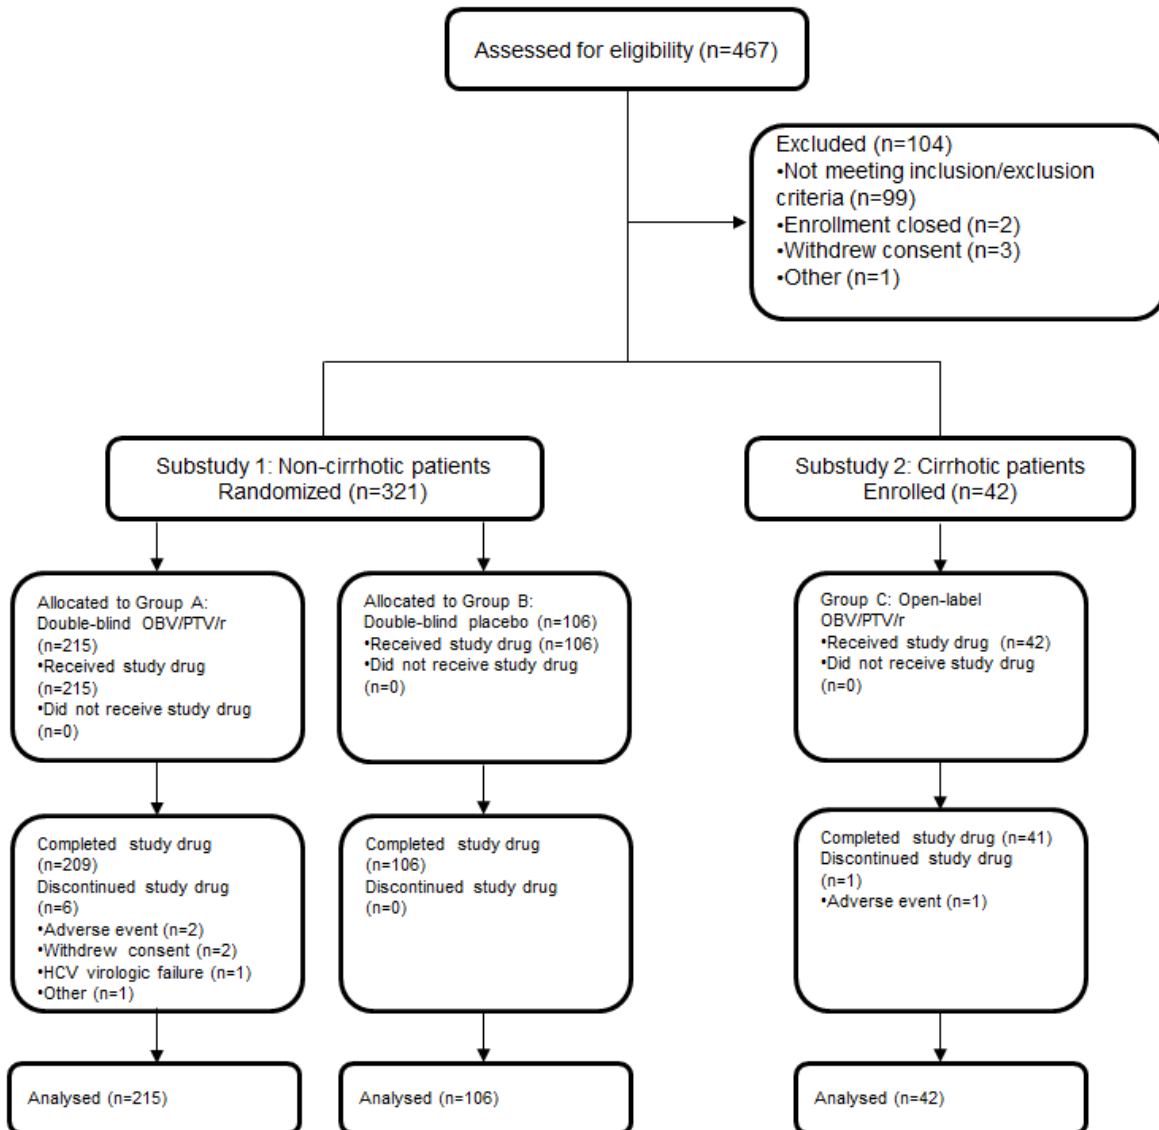 Assessed for eligibility (n=467)
Excluded (n=104)
•Not meeting inclusion/exclusion
criteria (n=99)
•Enrollment closed (n=2)
•Withdrew consent (n=3)
•Other (n=1)
Substudy 1: Non-cirrhotic patients
Randomized (n=321)
Substudy 2: Cirrhotic patients
Enrolled (n=42)
Allocated to Group A:
Double-blind OBV/PTV/r
(n=215)
•Received study drug
(n=215)
•Did not receive study drug
(n=0)
Allocated to Group B:
Double-blind placebo (n=106)
•Received study drug (n=106)
•Did not receive study drug
(n=0)
Group C: Open-label
OBV/PTV/r
•Received study drug (n=42)
•Did not receive study drug
(n=0)
Completed study drug
(n=209)
Discontinued study drug
(n=6)
•Adverse event (n=2)
•Withdrew consent (n=2)
•HCV virologic failure (n=1)
•Other (n=1)
Completed study drug
(n=106)
Discontinued study drug
(n=0)
Completed study drug (n=41)
Discontinued study drug
(n=1)
•Adverse event (n=1)
Analysed (n=215)
Analysed (n=106)
Analysed (n=42)